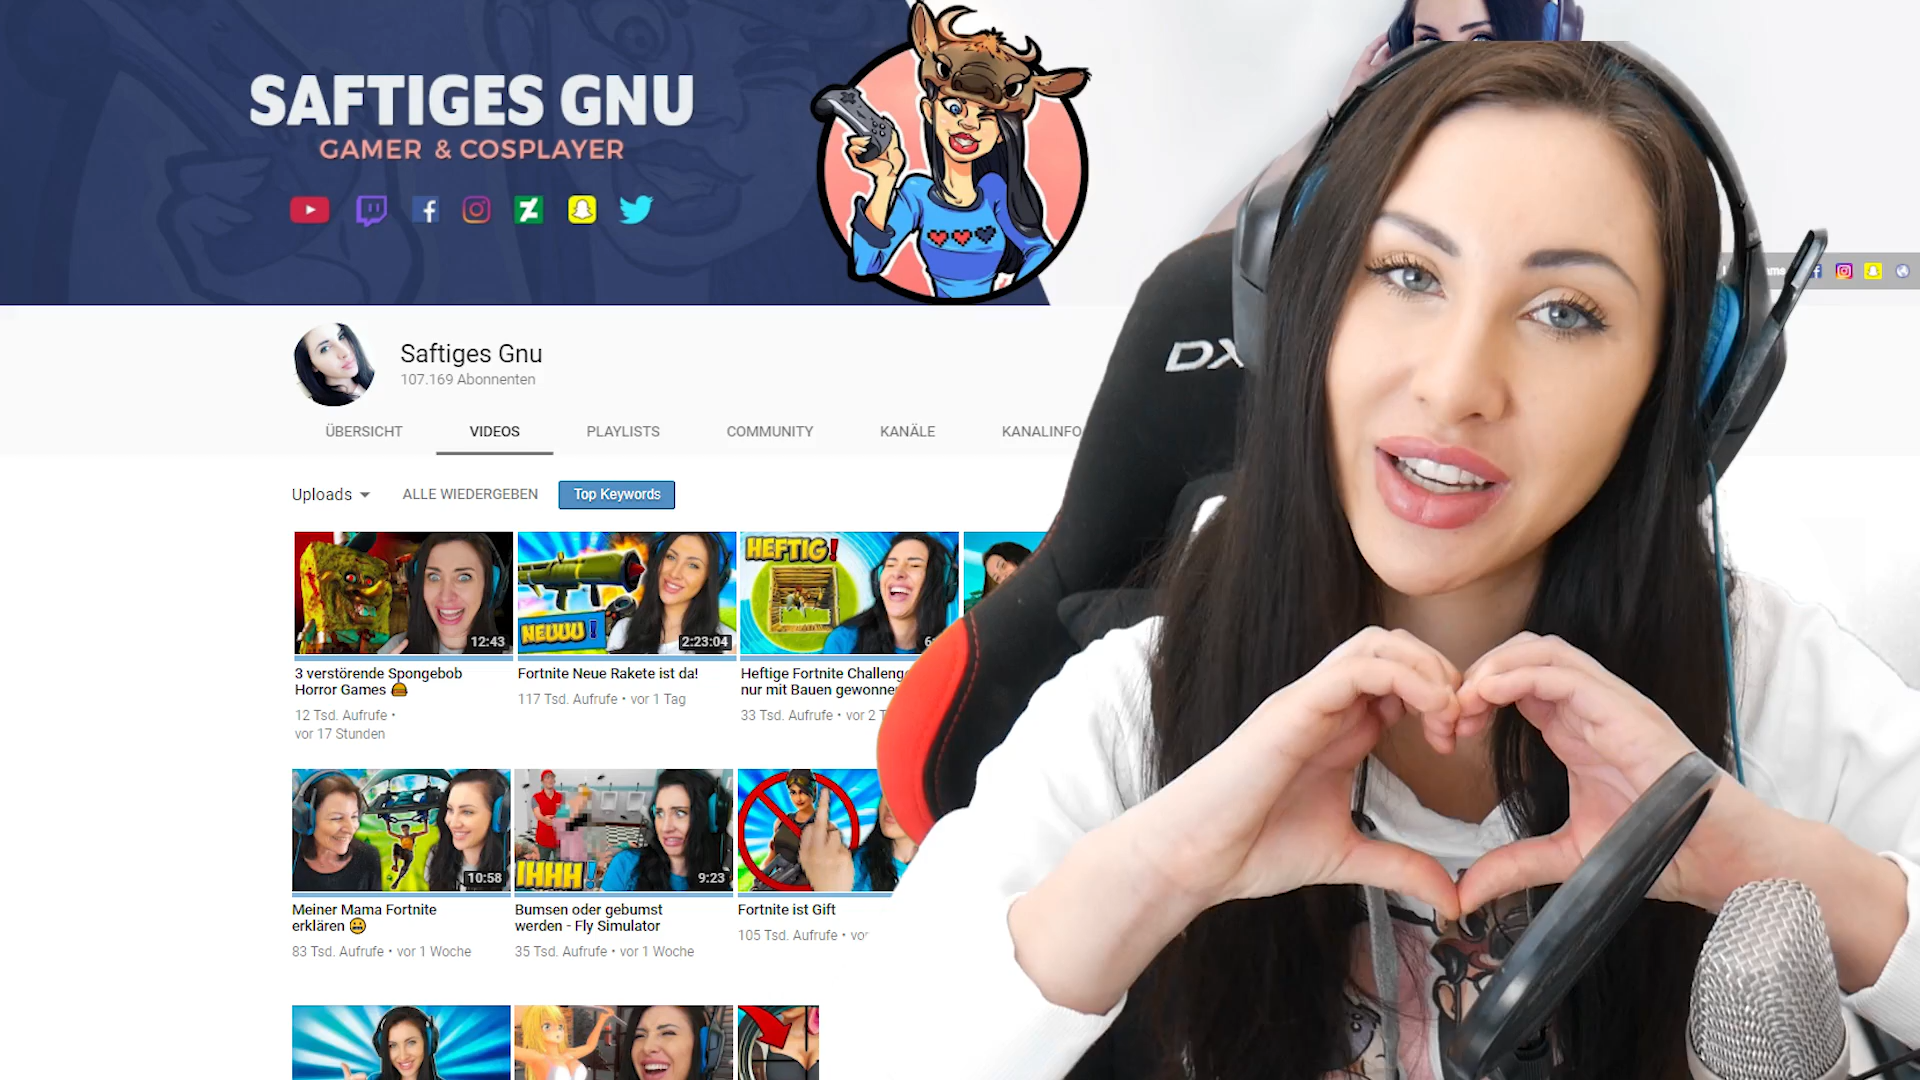 SAFTIGES GNU
GAMER & COSPLAYER
DX
Saftiges Gnu
107.169 Abonnenten
ÜBERSICHT VIDEOS PLAYLISTS COMMUNITY KANÄLE KANALINFO
Uploads ALLE WIEDERGEBEN Top Keywords
HEFTIG!
NEUUU!
12:43
2:23:04
3 verstörende Spongebob
Horror Games
12 Tsd. Aufrufe •
vor 17 Stunden
Fortnite Neue Rakete ist da!
117 Tsd. Aufrufe • vor 1 Tag
Heftige Fortnite Challenge
nur mit Bauen gewonnen
33 Tsd. Aufrufe • vor 2
IHHH!
10:58
9:23
Meiner Mama Fortnite
erklären
83 Tsd. Aufrufe • vor 1 Woche
Bumsen oder gebumst
werden - Fly Simulator
35 Tsd. Aufrufe • vor 1 Woche
Fortnite ist Gift
105 Tsd. Aufrufe • vor